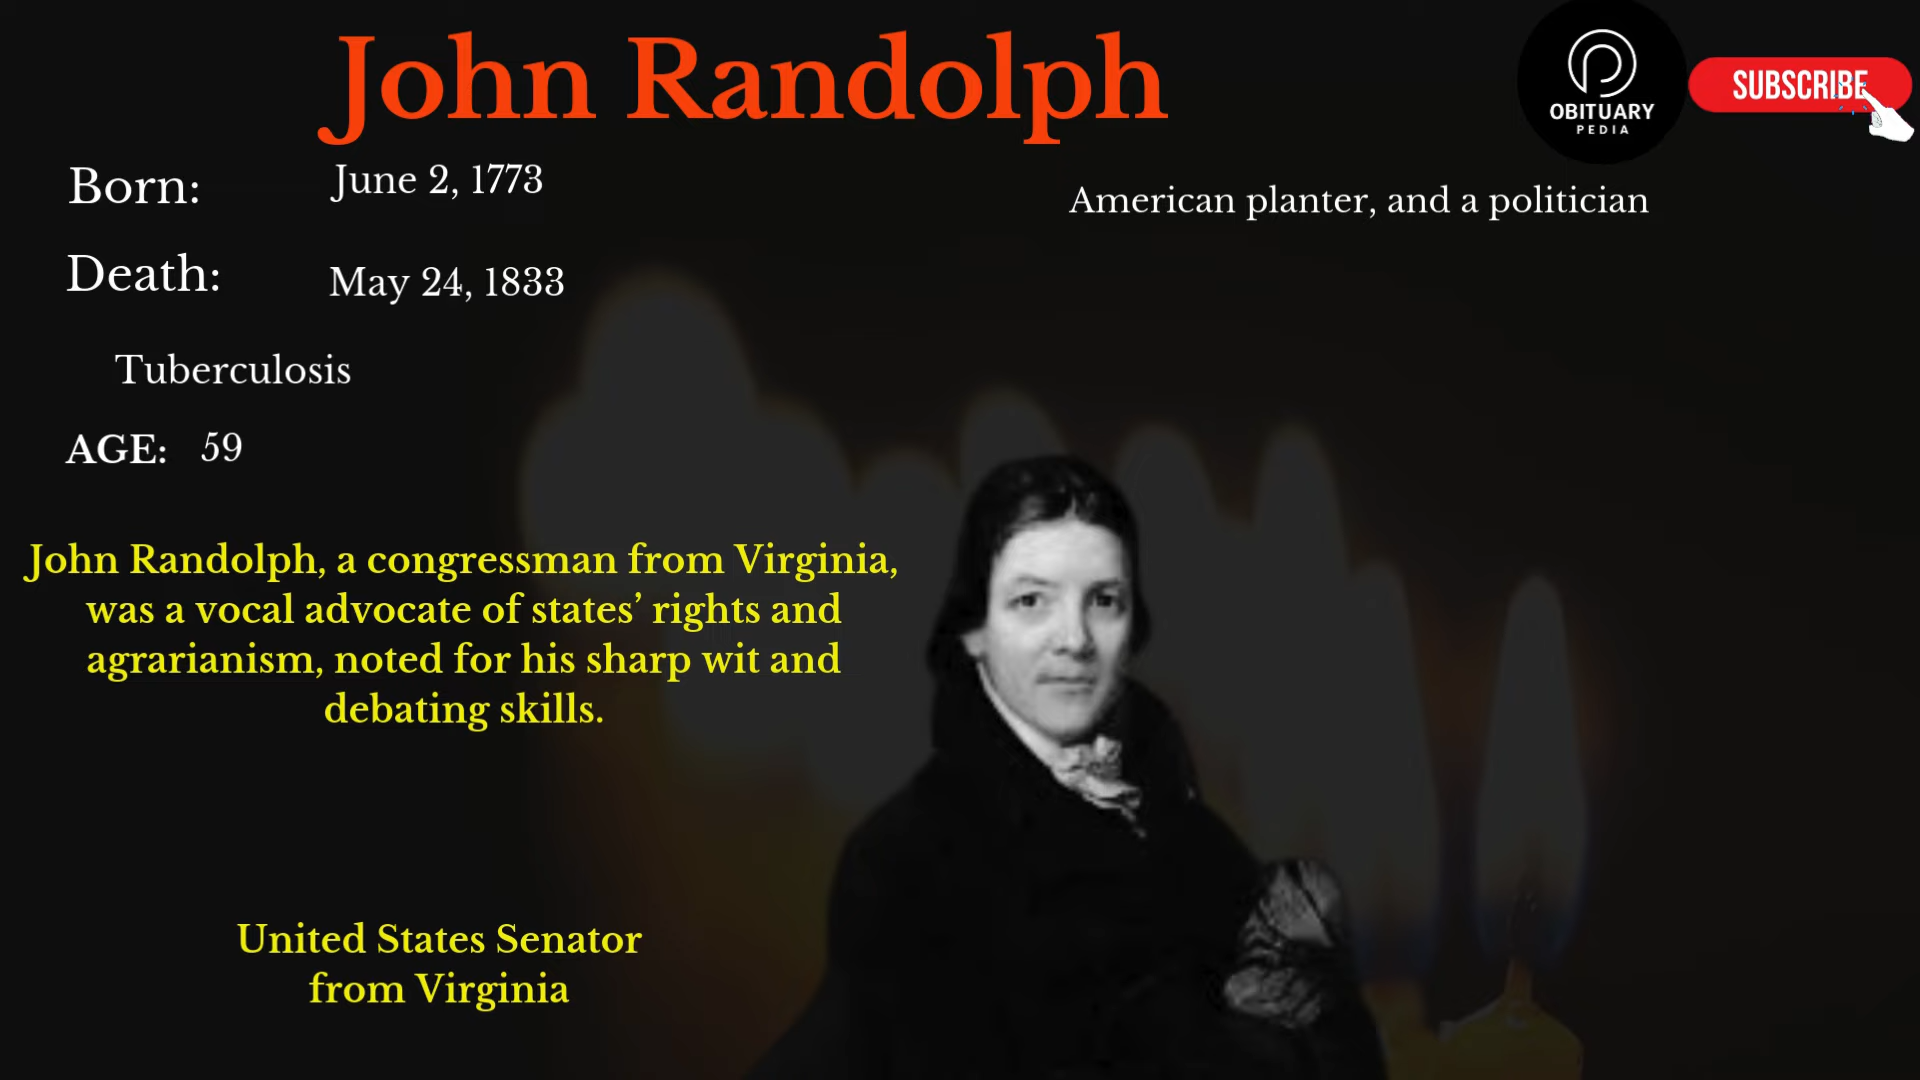 John Randolph
OBITUARY
PEDIA
SUBSCRIBE
Born: June 2, 1773
American planter, and a politician
Death: May 24, 1833
Tuberculosis
AGE: 59
John Randolph, a congressman from Virginia,
was a vocal advocate of states’ rights and
agrarianism, noted for his sharp wit and
debating skills.
United States Senator
from Virginia